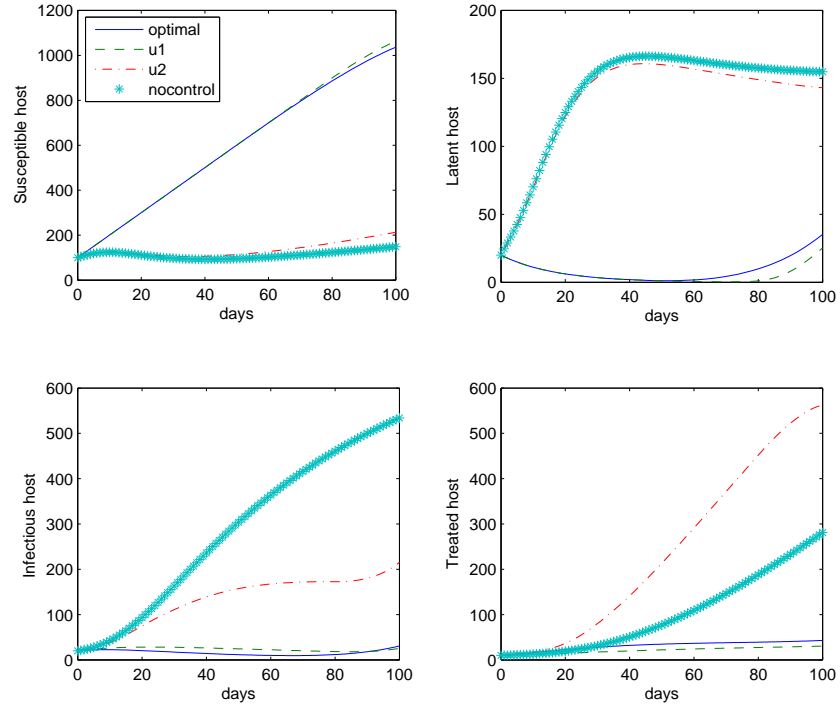 1200
1000
800
600
400
200
0
Susceptible host
0 20 40 60 80 100
days
optimal
u1
u2
nocontrol
200
150
100
50
0
Latent host
0 20 40 60 80 100
days
600
500
400
300
200
100
0
Infectious host
0 20 40 60 80 100
days
600
500
400
300
200
100
0
Treated host
0 20 40 60 80 100
days